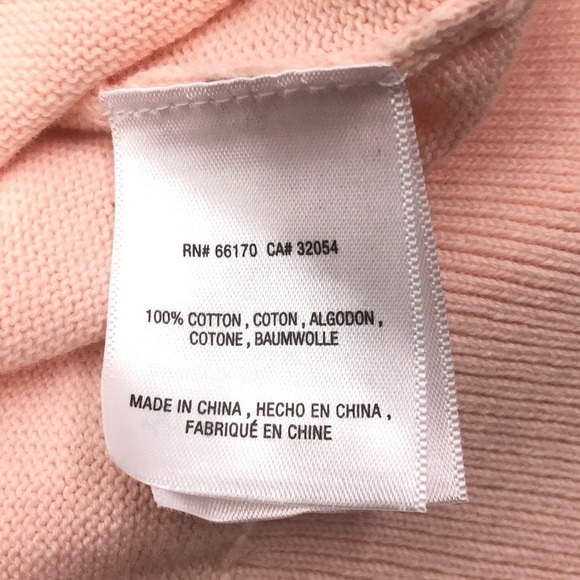 RN# 66170 CA# 32054
100% COTTON , COTON , ALGODON ,
COTONE , BAUMWOLLE
MADE IN CHINA , HECHO EN CHINA ,
FABRIQUÉ EN CHINE